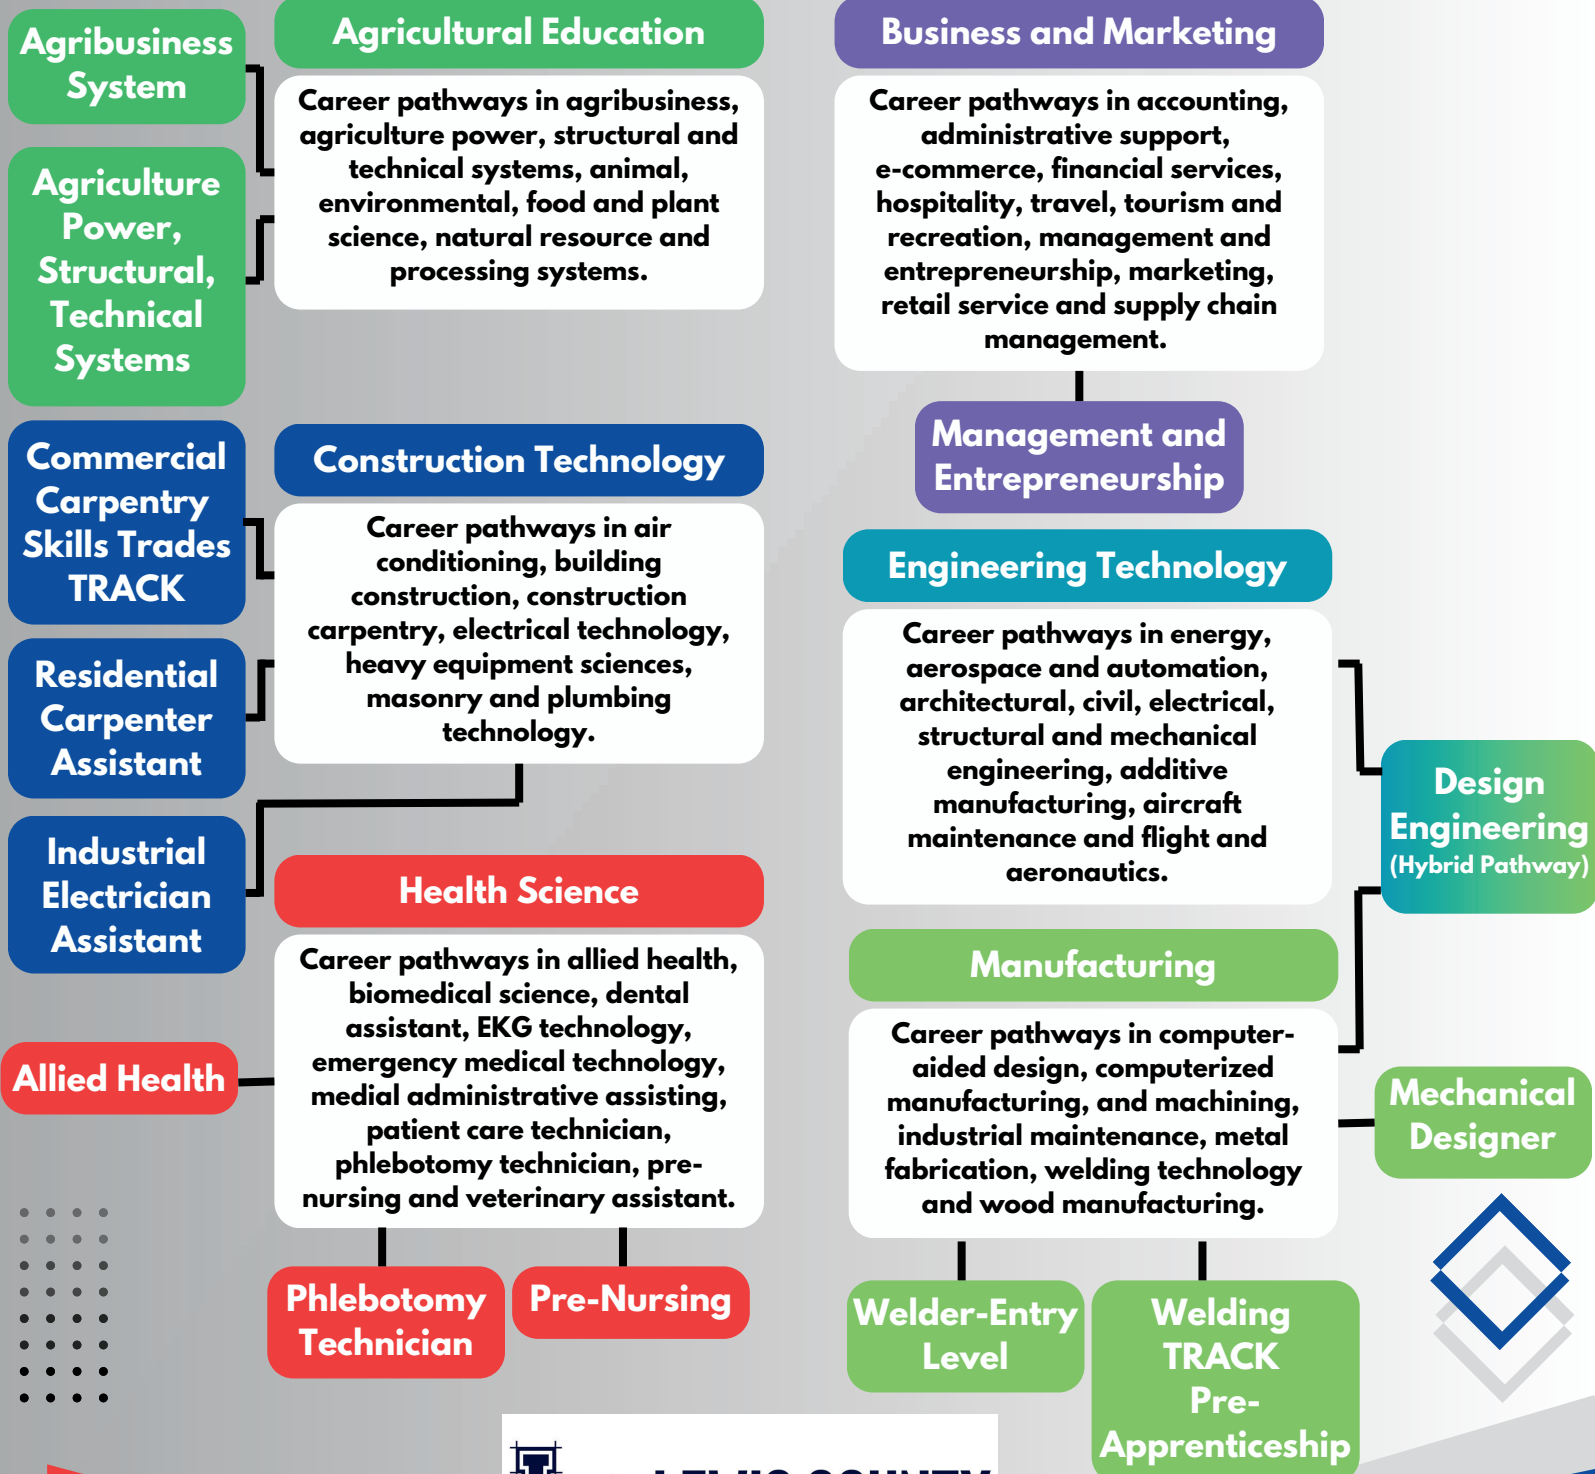 Agribusiness
System
Agriculture
Power,
Structural,
Technical
Systems
Agricultural Education
Career pathways in agribusiness,
agriculture power, structural and
technical systems, animal,
environmental, food and plant
science, natural resource and
processing systems.
Business and Marketing
Career pathways in accounting,
administrative support,
e-commerce, financial services,
hospitality, travel, tourism and
recreation, management and
entrepreneurship, marketing,
retail service and supply chain
management.
Management and
Entrepreneurship
Commercial
Carpentry
Skills Trades
TRACK
Residential
Carpenter
Assistant
Industrial
Electrician
Assistant
Construction Technology
Career pathways in air
conditioning, building
construction, construction
carpentry, electrical technology,
heavy equipment sciences,
masonry and plumbing
technology.
Engineering Technology
Career pathways in energy,
aerospace and automation,
architectural, civil, electrical,
structural and mechanical
engineering, additive
manufacturing, aircraft
maintenance and flight and
aeronautics.
Design
Engineering
(Hybrid Pathway)
Health Science
Career pathways in allied health,
biomedical science, dental
assistant, EKG technology,
emergency medical technology,
medial administrative assisting,
patient care technician,
phlebotomy technician, pre-
nursing and veterinary assistant.
Allied Health
Phlebotomy
Technician
Pre-Nursing
Manufacturing
Career pathways in computer-
aided design, computerized
manufacturing, and machining,
industrial maintenance, metal
fabrication, welding technology
and wood manufacturing.
Mechanical
Designer
Welder-Entry
Level
Welding
TRACK
Pre-
Apprenticeship
LEWIS COUNTY